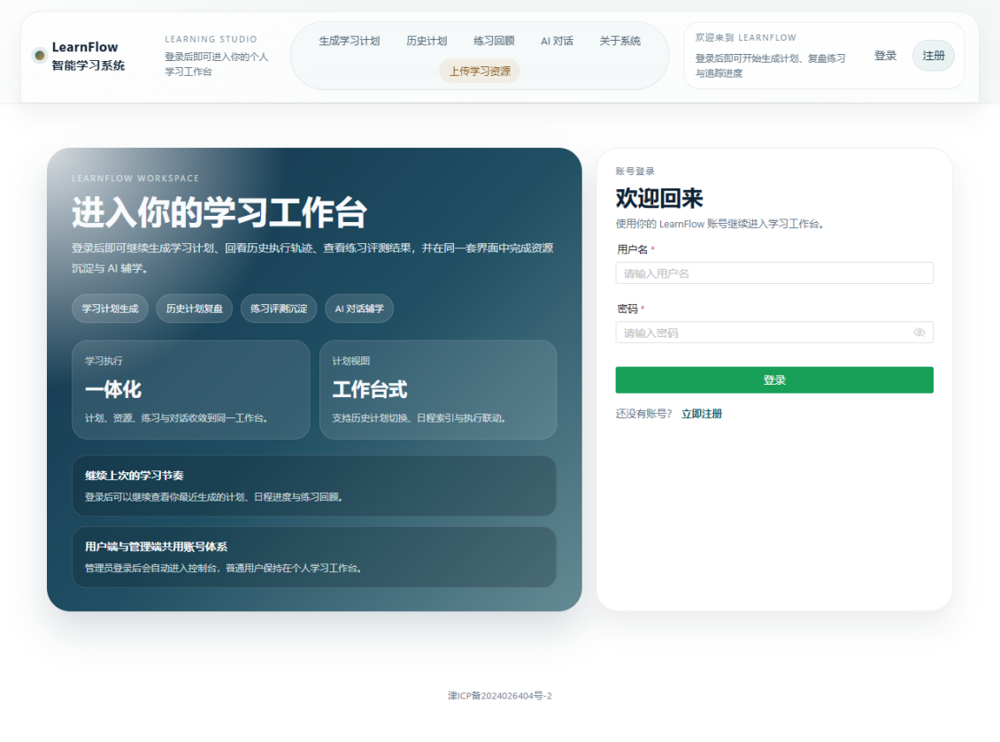 LearnFlow
智能学习系统
LEARNING STUDIO
登录后即可进入你的个人
学习工作台
生成学习计划
历史计划
练习回顾
AI 对话
关于系统
上传学习资源
欢迎来到 LEARNFLOW
登录后即可开始生成计划、复盘练习
与追踪进度
登录
注册
LEARNFLOW WORKSPACE
进入你的学习工作台
登录后即可继续生成学习计划、回看历史执行轨迹、查看练习评测结果，并在同一套界面中完成资源
沉淀与 AI 辅学。
学习计划生成
历史计划复盘
练习评测沉淀
AI 对话辅学
学习执行
一体化
计划、资源、练习与对话收敛到同一工作台。
计划视图
工作台式
支持历史计划切换、日程索引与执行联动。
继续上次的学习节奏
登录后可以继续查看你最近生成的计划、日程进度与练习回顾。
用户端与管理端共用账号体系
管理员登录后会自动进入控制台，普通用户保持在个人学习工作台。
账号登录
欢迎回来
使用你的 LearnFlow 账号继续进入学习工作台。
用户名 *
请输入用户名
密码 *
请输入密码
登录
还没有账号？ 立即注册
津ICP备2024026404号-2